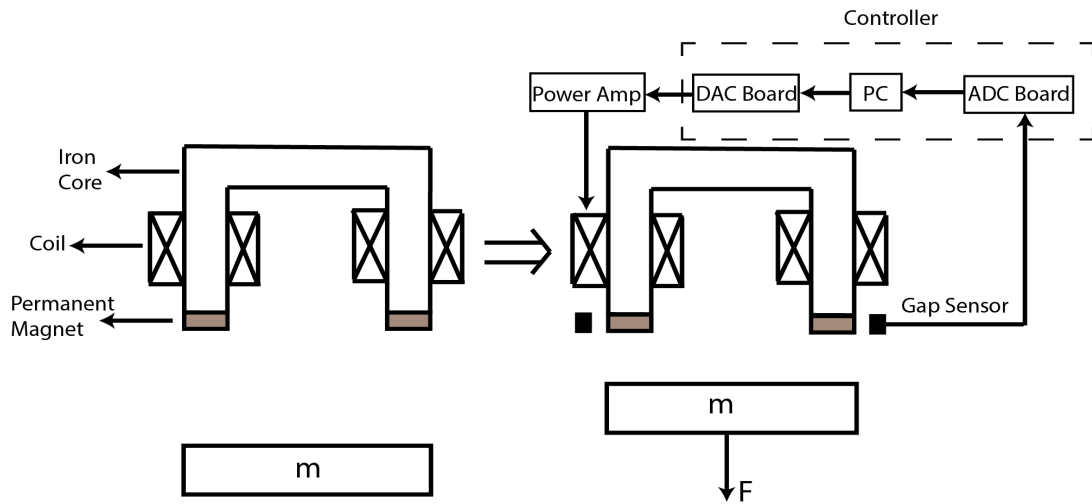 Controller
Power Amp
DAC Board
PC
ADC Board
Iron
Core
Coil
Permanent
Magnet
Gap Sensor
m
m
F